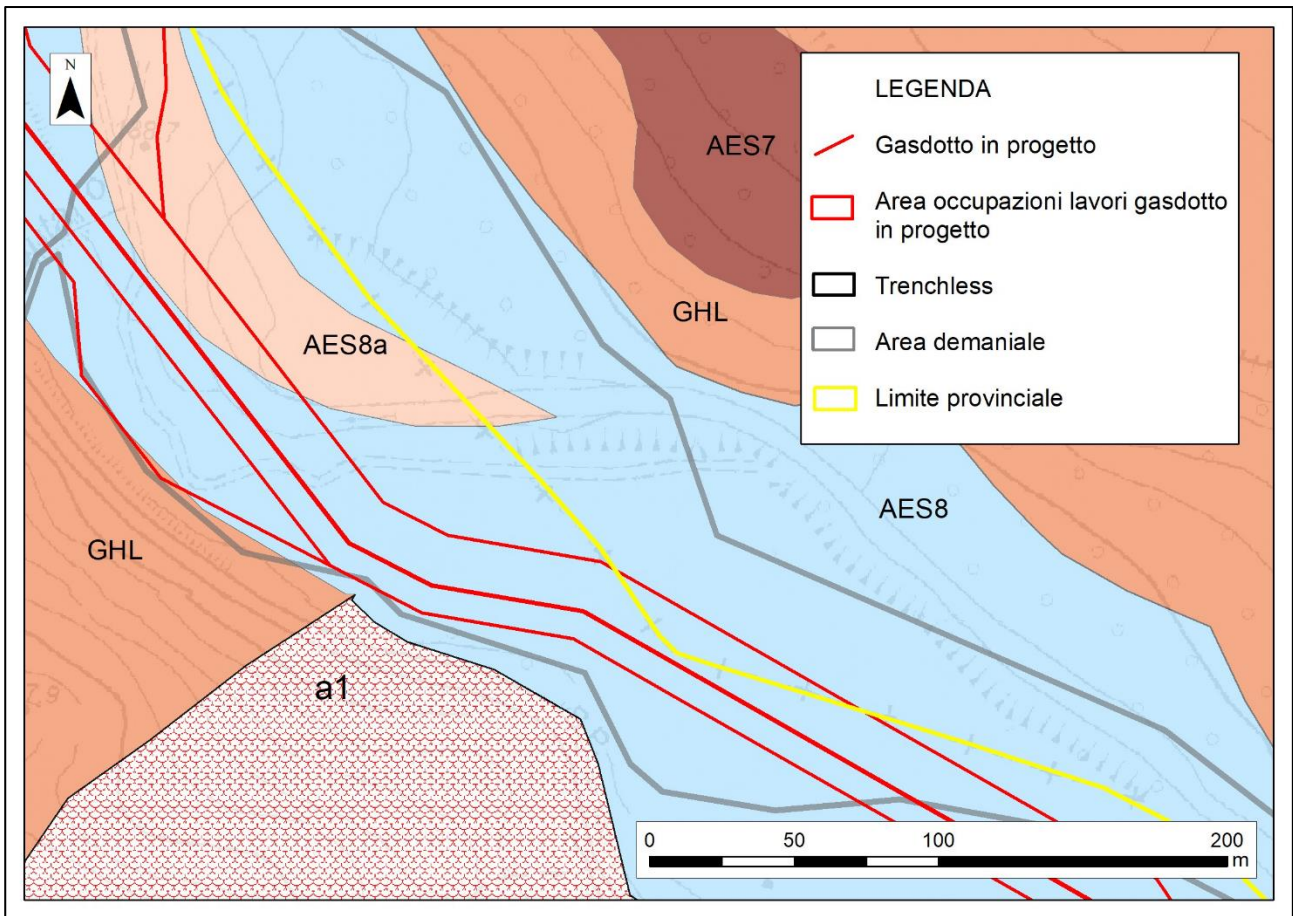 N
LEGENDA
Gasdotto in progetto
Area occupazioni lavori gasdotto
in progetto
Trenchless
Area demaniale
Limite provinciale
AES7
GHL
AES8a
AES8
GHL
a1
0 50 100 200
m